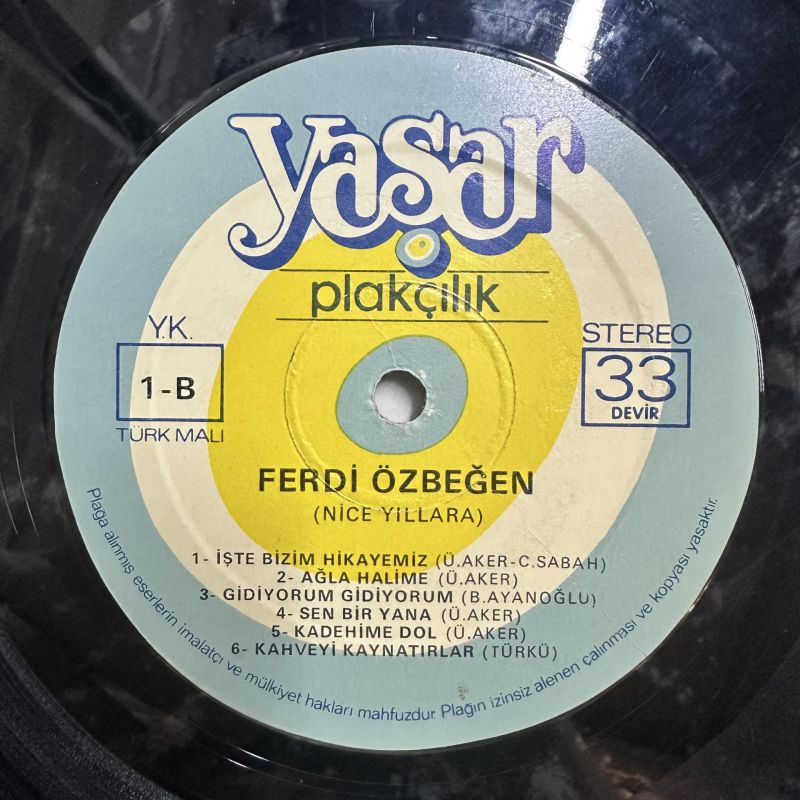 yaşar
plakçılık
Y.K.
1-B
TÜRK MALI
STEREO
33
DEVİR
FERDİ ÖZBEĞEN
(NİCE YILLARA)
1- İŞTE BİZİM HİKAYEMİZ (Ü.AKER-C.SABAH)
2- AĞLA HALİME (Ü.AKER)
3- GİDİYORUM GİDİYORUM (B.AYANOĞLU)
4- SEN BİR YANA (Ü.AKER)
5- KADEHİME DOL (Ü.AKER)
6- KAHVEYİ KAYNATIRLAR (TÜRKÜ)
Plağa alınmış eserlerin imalatçı ve mülkiyet hakları mahfuzdur. Plağın izinsiz alenen çalınması ve kopyası yasaktır.